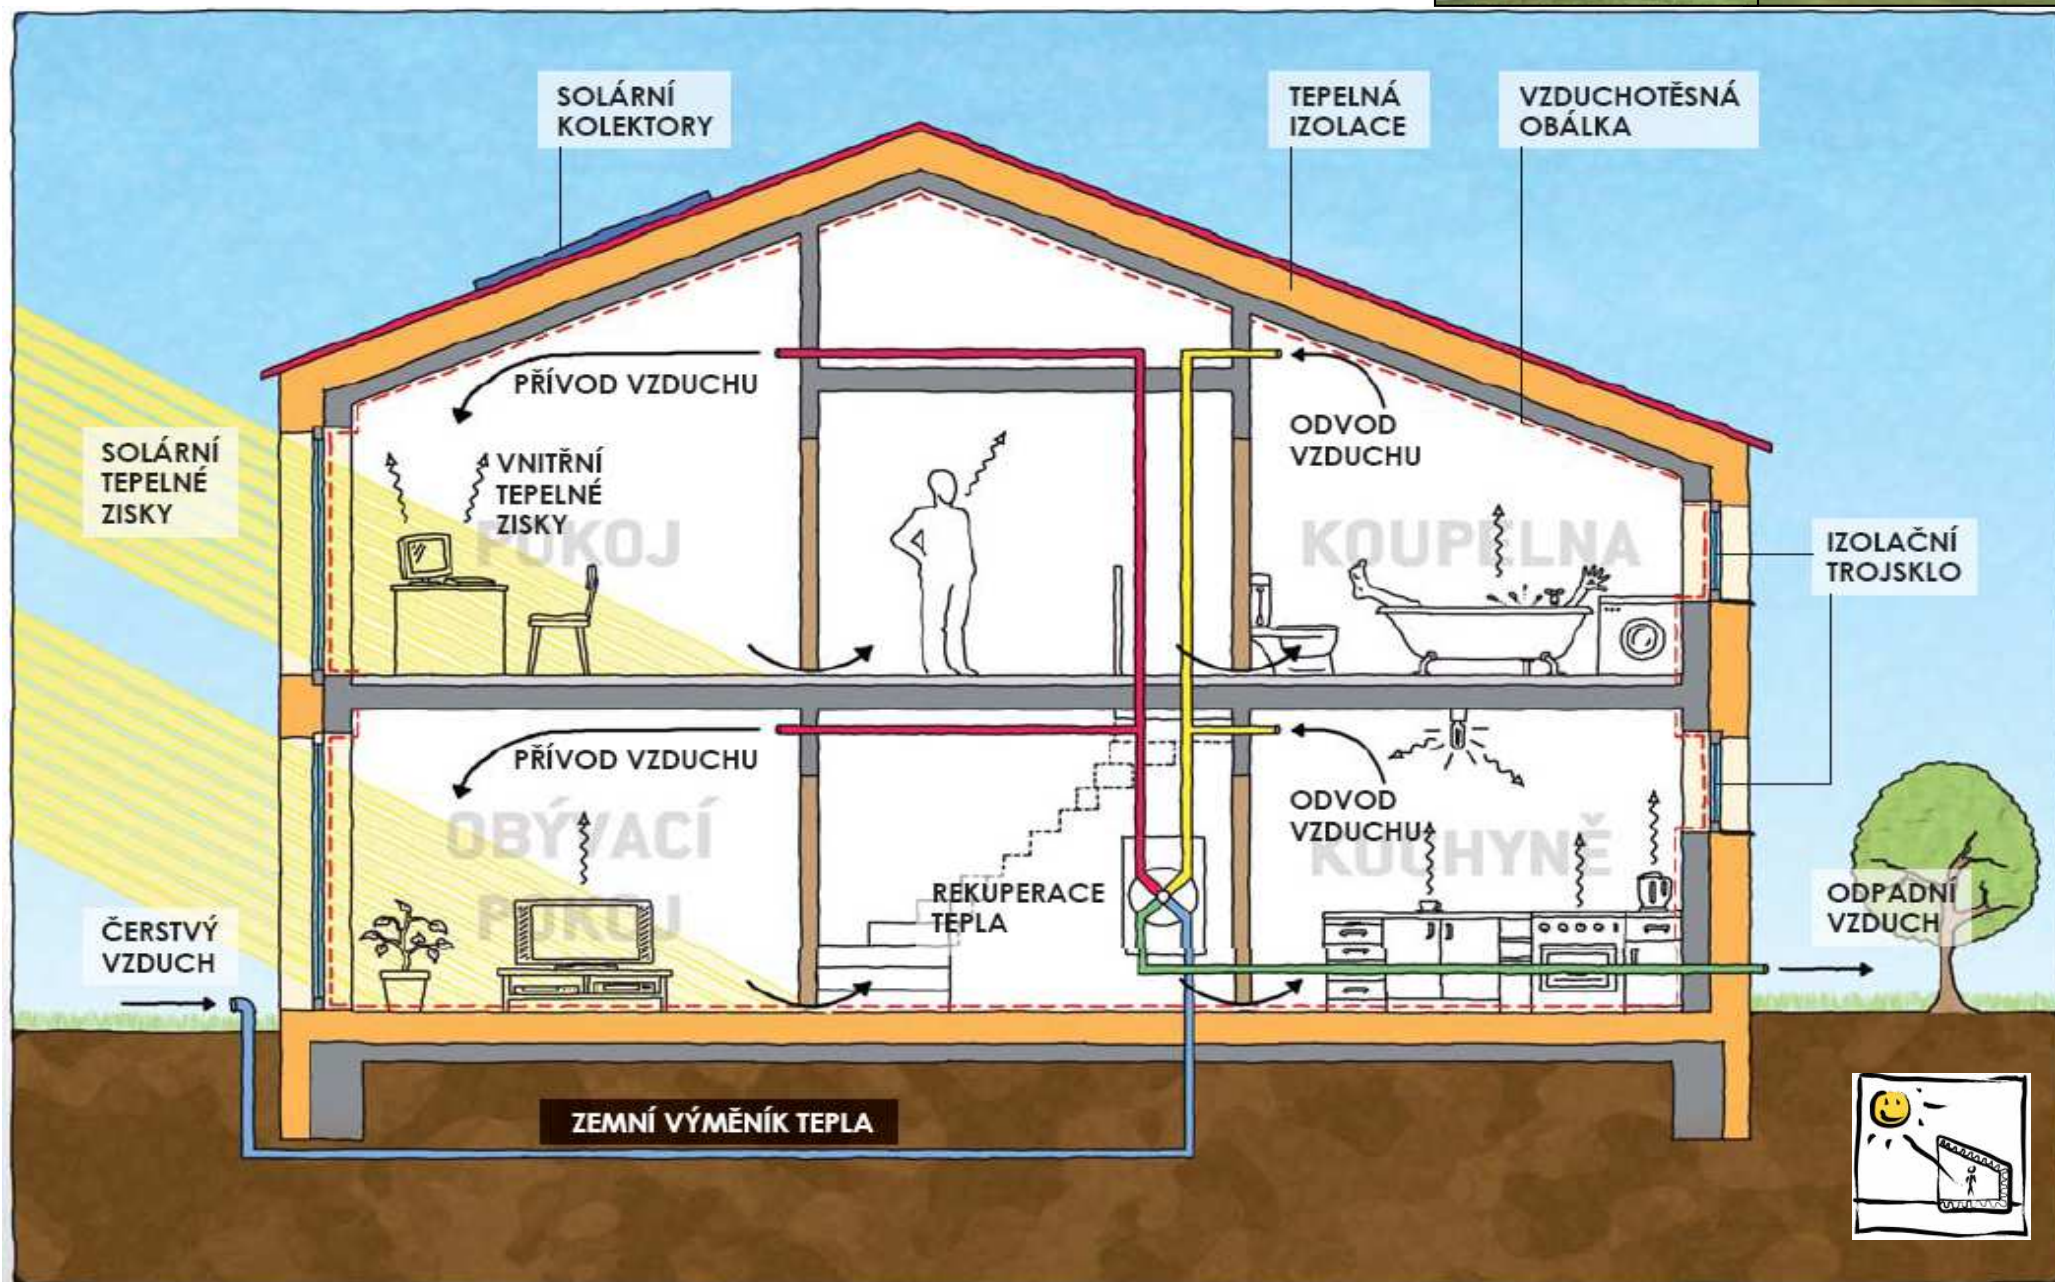 SOLÁRNÍ
KOLEKTORY
TEPELNÁ
IZOLACE
VZDUCHOTĚSNÁ
OBÁLKA
PŘÍVOD VZDUCHU
ODVOD
VZDUCHU
SOLÁRNÍ
TEPELNÉ
ZISKY
VNITŘNÍ
TEPELNÉ
ZISKY
POKOJ
KOUPELNA
IZOLAČNÍ
TROJSKLO
PŘÍVOD VZDUCHU
ODVOD
VZDUCHU
OBÝVACÍ
POKOJ
KUCHYNĚ
REKUPERACE
TEPLA
ODPADNÍ
VZDUCH
ČERSTVÝ
VZDUCH
ZEMNÍ VÝMĚNÍK TEPLA